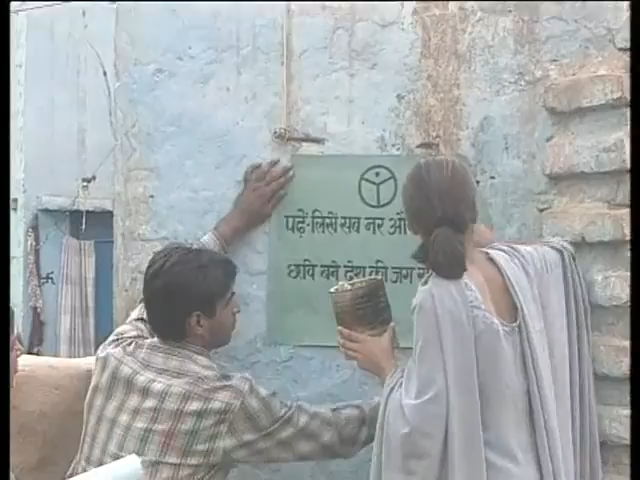 पढ़ें-लिखें सब नर औ
छवि बने देश की जग